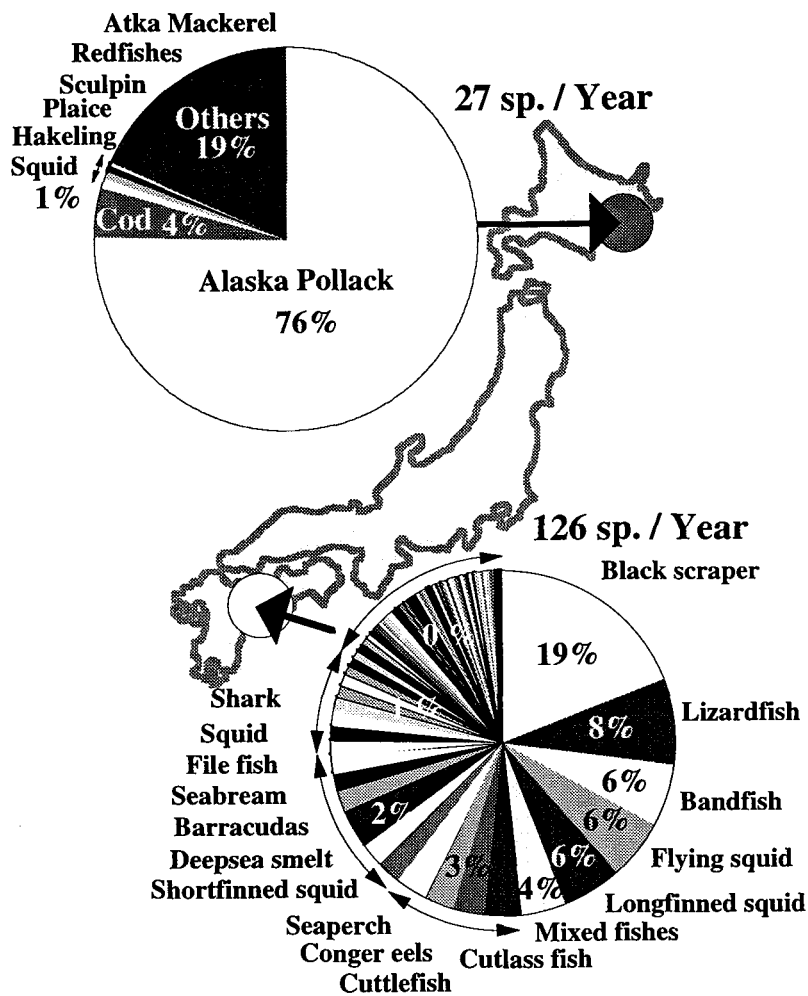 Atka Mackerel
Redfishes
Sculpin
Plaice
Hakeling
Squid
1%
Others
19%
Cod 4%
Alaska Pollack
76%
27 sp. / Year
126 sp. / Year
Black scraper
19%
Lizardfish
8%
Bandfish
6%
Flying squid
6%
Longfinned squid
6%
Mixed fishes
4%
Cutlass fish
Cuttlefish
Conger eels
Seaperch
3%
Shortfinned squid
Deepsea smelt
Barracudas
Seabream
File fish
Squid
Shark
2%
1 %
0 %